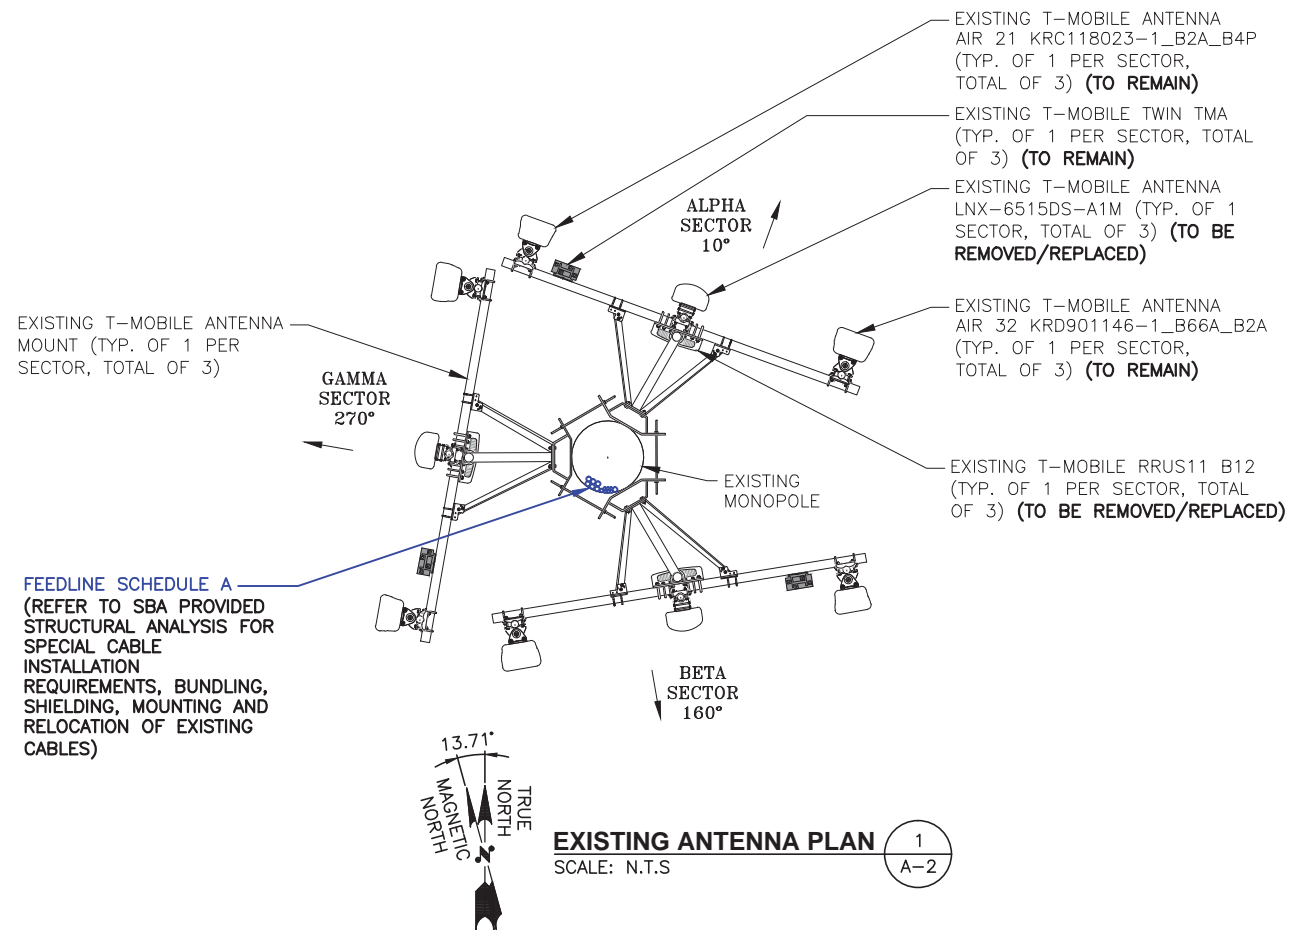 EXISTING T-MOBILE ANTENNA
AIR 21 KRC118023-1_B2A_B4P
(TYP. OF 1 PER SECTOR,
TOTAL OF 3) (TO REMAIN)
EXISTING T-MOBILE TWIN TMA
(TYP. OF 1 PER SECTOR, TOTAL
OF 3) (TO REMAIN)
EXISTING T-MOBILE ANTENNA
LNX-6515DS-A1M (TYP. OF 1
SECTOR, TOTAL OF 3) (TO BE
REMOVED/REPLACED)
ALPHA
SECTOR
10°
EXISTING T-MOBILE ANTENNA
AIR 32 KRD901146-1_B66A_B2A
(TYP. OF 1 PER SECTOR,
TOTAL OF 3) (TO REMAIN)
EXISTING T-MOBILE ANTENNA
MOUNT (TYP. OF 1 PER
SECTOR, TOTAL OF 3)
GAMMA
SECTOR
270°
EXISTING T-MOBILE RRUS11 B12
(TYP. OF 1 PER SECTOR, TOTAL
OF 3) (TO BE REMOVED/REPLACED)
EXISTING
MONOPOLE
FEEDLINE SCHEDULE A
(REFER TO SBA PROVIDED
STRUCTURAL ANALYSIS FOR
SPECIAL CABLE
INSTALLATION
REQUIREMENTS, BUNDLING,
SHIELDING, MOUNTING AND
RELOCATION OF EXISTING
CABLES)
BETA
SECTOR
160°
13.71°
MAGNETIC
NORTH
TRUE
NORTH
N
EXISTING ANTENNA PLAN
SCALE: N.T.S
1
A-2